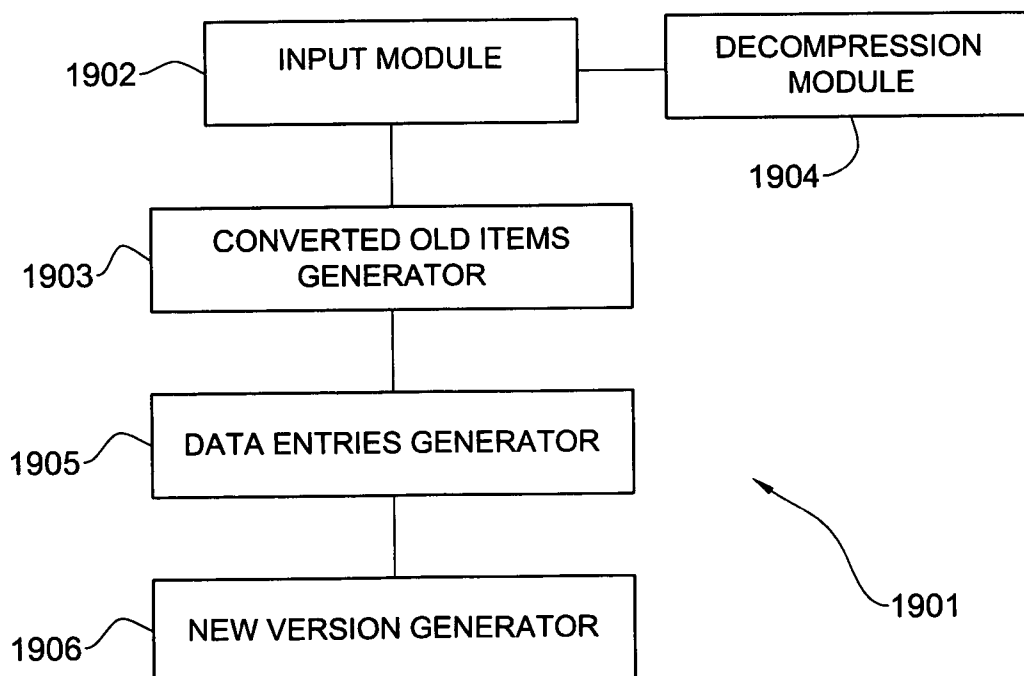 INPUT MODULE
DECOMPRESSION
MODULE
1902
1904
CONVERTED OLD ITEMS
GENERATOR
1903
DATA ENTRIES GENERATOR
1905
1901
NEW VERSION GENERATOR
1906